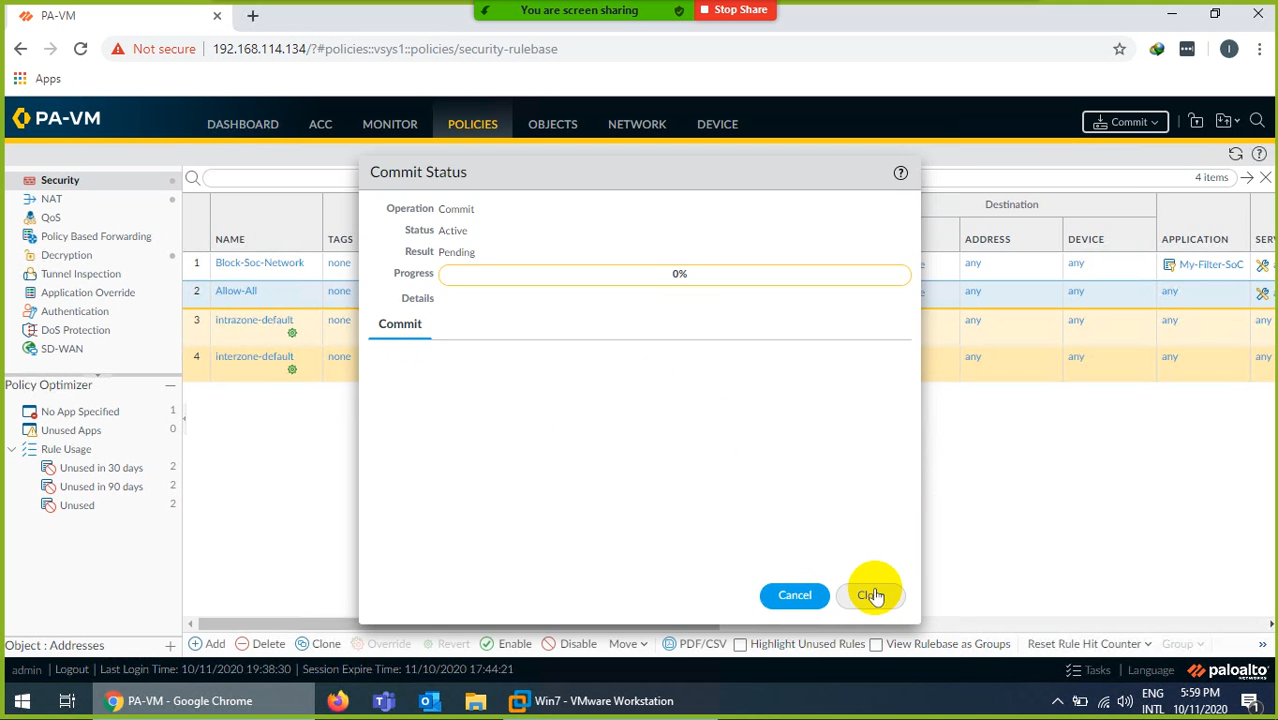 PA-VM
You are screen sharing
Stop Share
Not secure
192.168.114.134/?#policies::vsys1::policies/security-rulebase
Apps
PA-VM
DASHBOARD
ACC
MONITOR
POLICIES
OBJECTS
NETWORK
DEVICE
Commit
Security
NAT
QoS
Policy Based Forwarding
Decryption
Tunnel Inspection
Application Override
Authentication
DoS Protection
SD-WAN
Policy Optimizer
No App Specified 1
Unused Apps 0
Rule Usage
Unused in 30 days 2
Unused in 90 days 2
Unused 2
Object : Addresses
4 items
Destination
NAME TAGS ADDRESS DEVICE APPLICATION
1 Block-Soc-Network none any any My-Filter-SoC
2 Allow-All none any any any
3 intrazone-default none any any any any
4 interzone-default none any any any any
Commit Status
Operation Commit
Status Active
Result Pending
Progress 0%
Details
Commit
Cancel
Add Delete Clone Override Revert Enable Disable Move PDF/CSV Highlight Unused Rules View Rulebase as Groups Reset Rule Hit Counter Group
admin | Logout | Last Login Time: 10/11/2020 19:38:30 | Session Expire Time: 11/10/2020 17:44:21
Tasks | Language paloalto NETWORKS
PA-VM - Google Chrome
Win7 - VMware Workstation
ENG
INTL
5:59 PM
10/11/2020
1